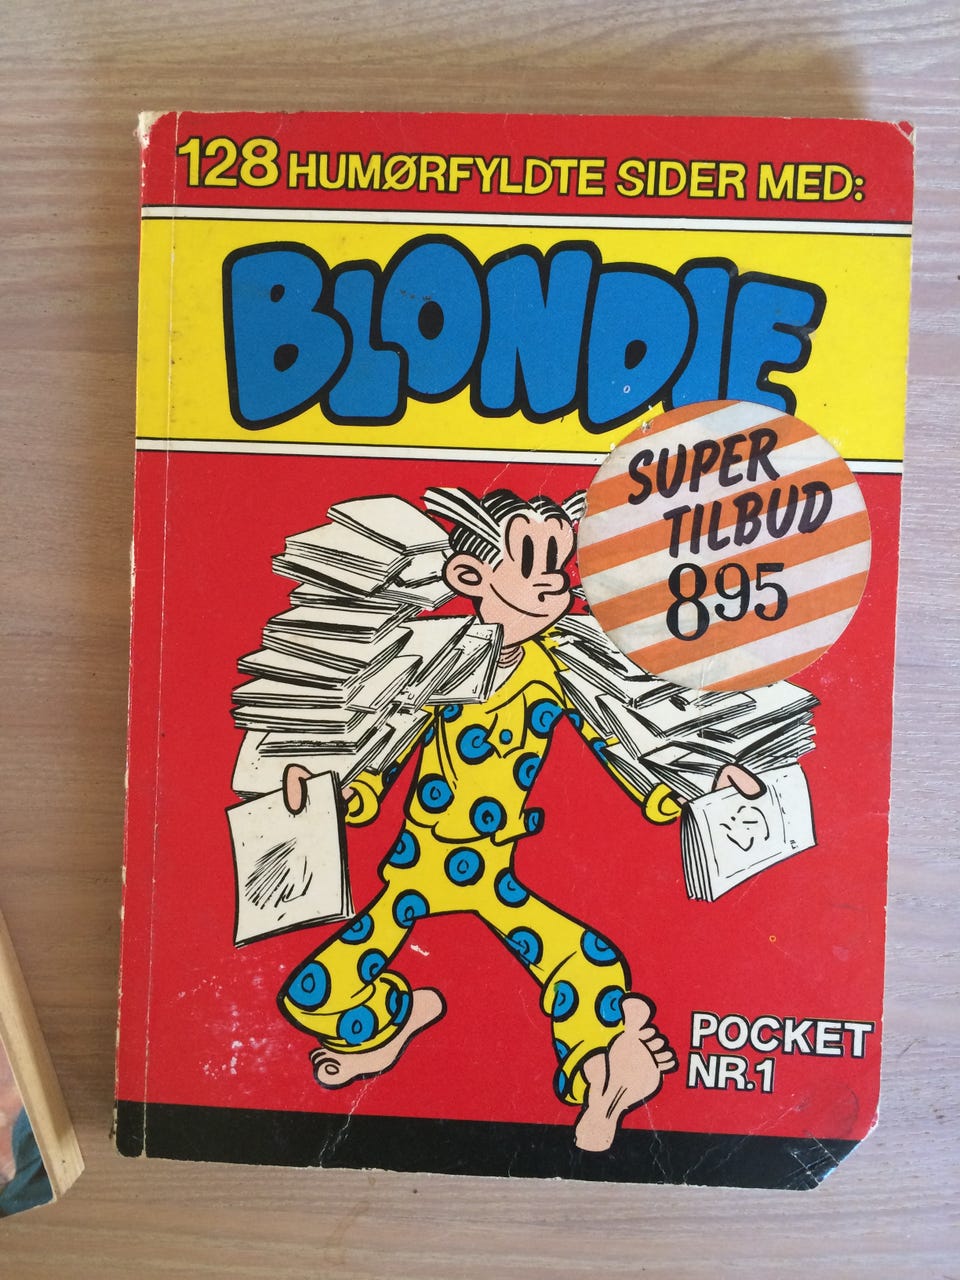 128 HUMØRFYLDTE SIDER MED:
BLONDIE
SUPER
TILBUD
895
POCKET
NR.1